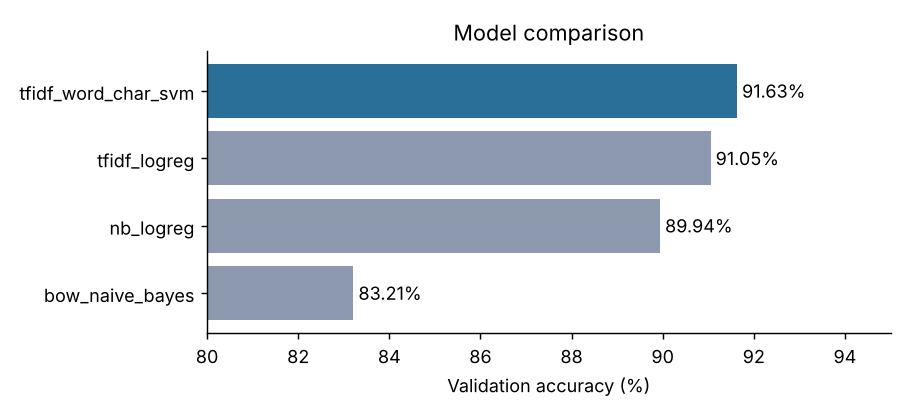 Model comparison
tfidf_word_char_svm 91.63%
tfidf_logreg 91.05%
nb_logreg 89.94%
bow_naive_bayes 83.21%
80 82 84 86 88 90 92 94
Validation accuracy (%)